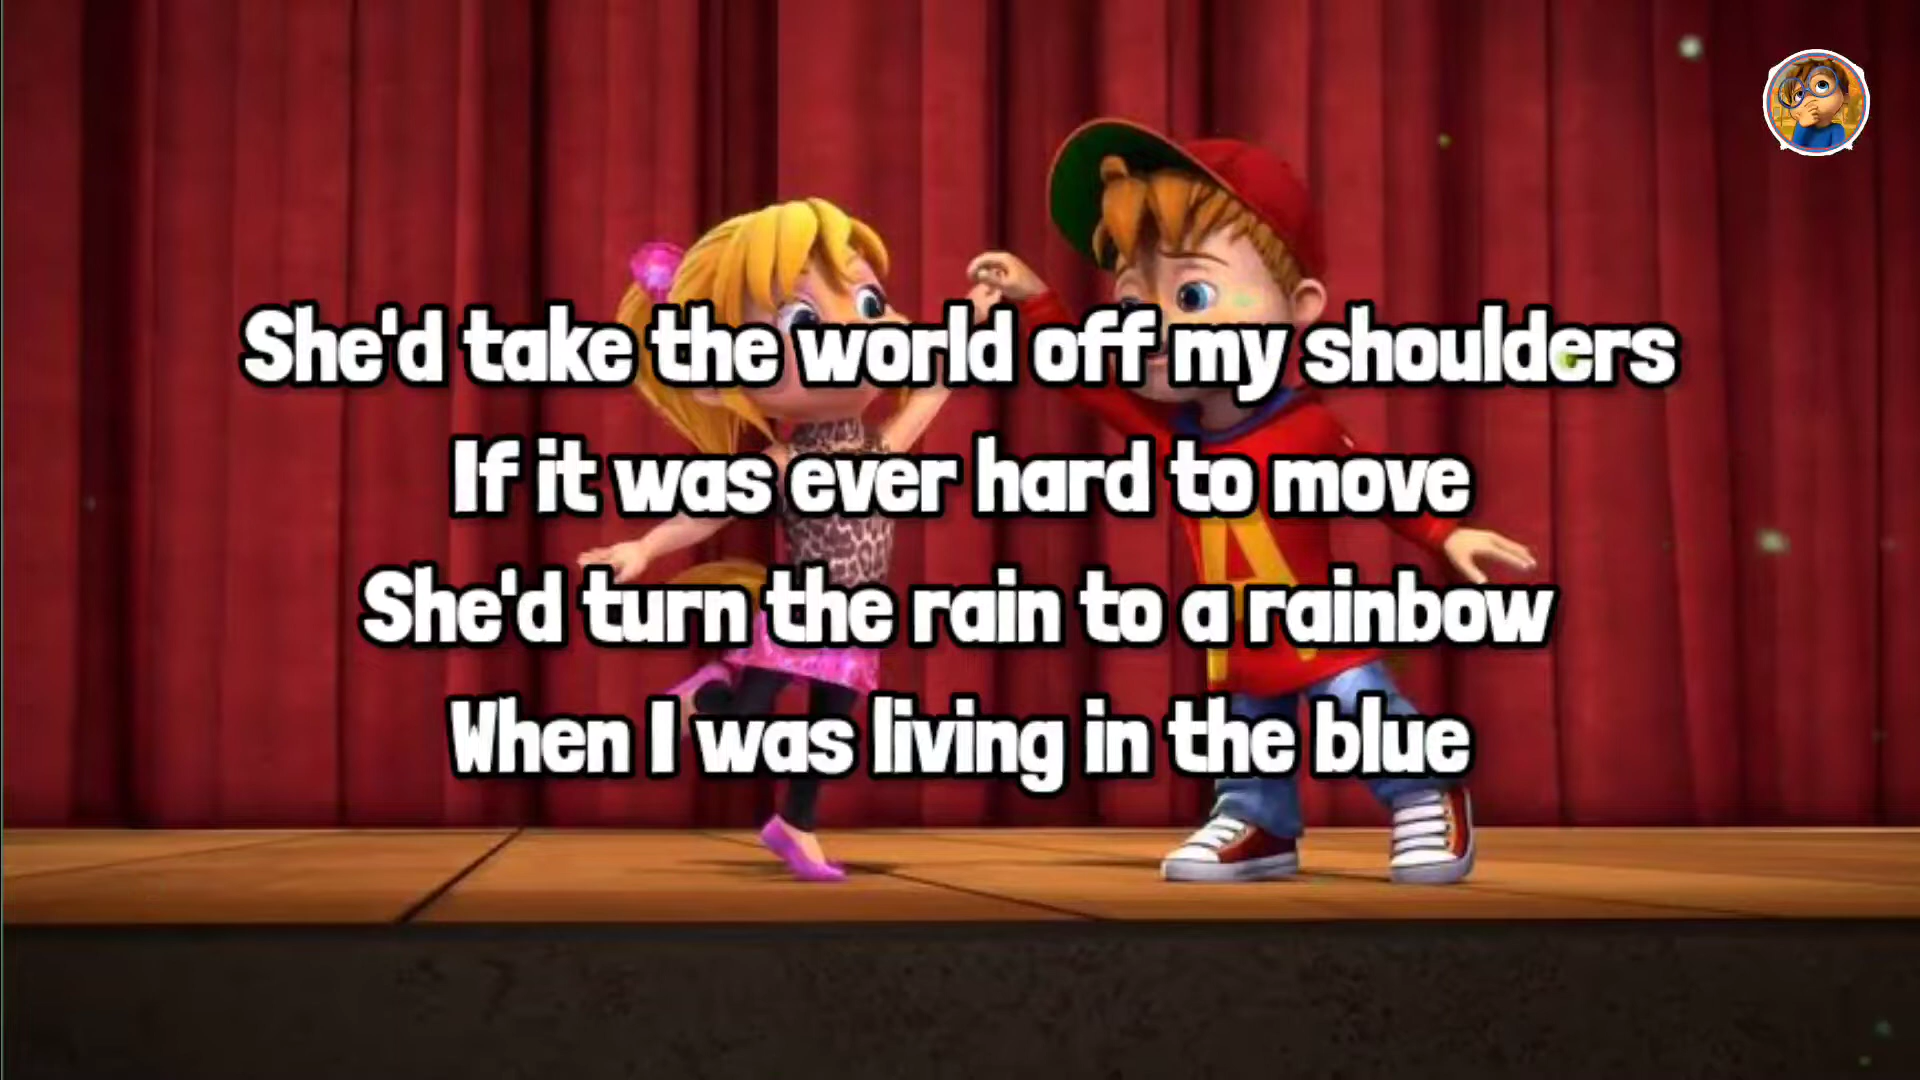 She'd take the world off my shoulders
If it was ever hard to move
She'd turn the rain to a rainbow
When I was living in the blue
A